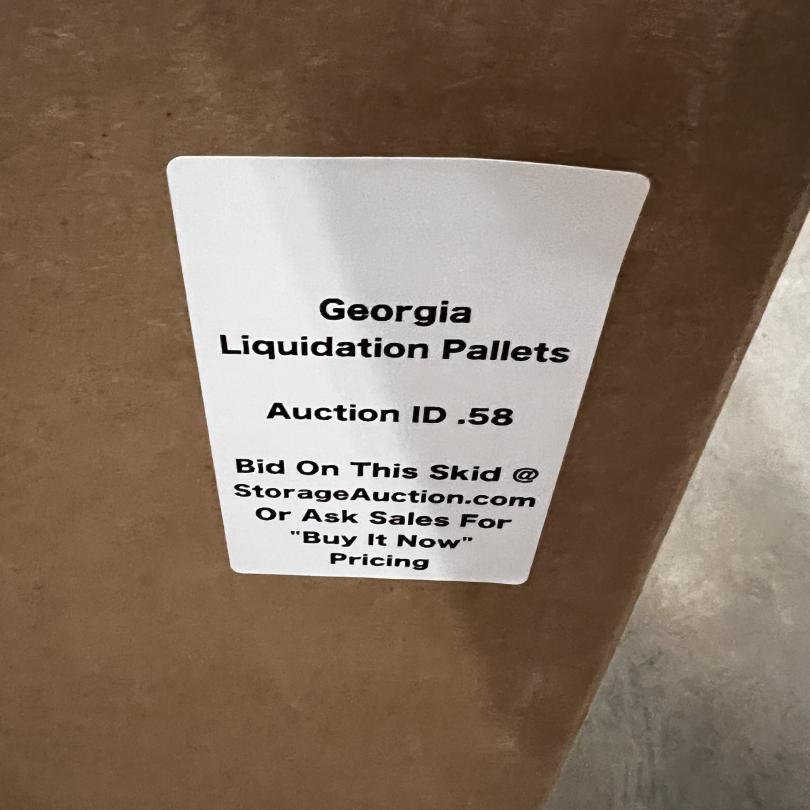 Georgia
Liquidation Pallets
Auction ID .58
Bid On This Skid @
StorageAuction.com
Or Ask Sales For
"Buy It Now"
Pricing